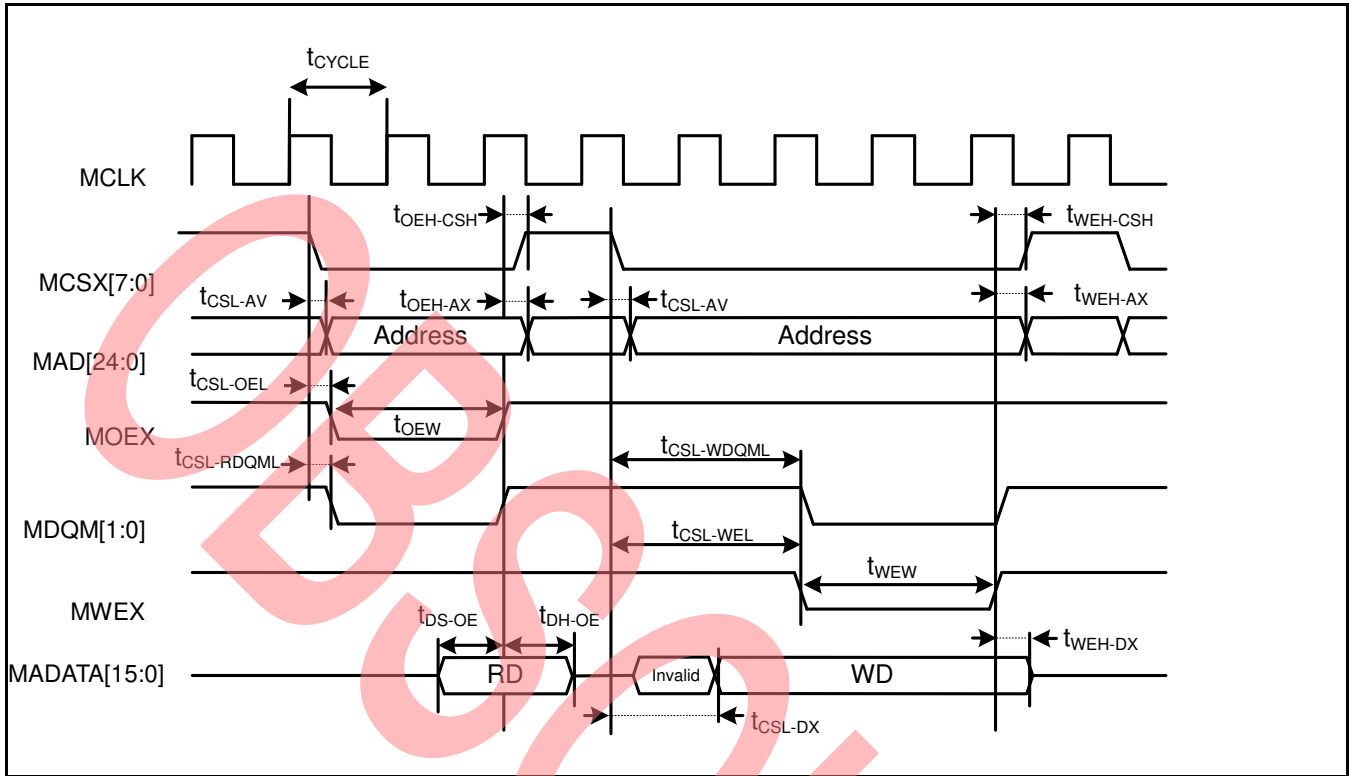 tCYCLE
MCLK
tOEH-CSH
tWEH-CSH
MCSX[7:0]
tCSL-AV
tOEH-AX
tCSL-AV
tWEH-AX
Address
Address
MAD[24:0]
tCSL-OEL
tOEW
MOEX
tCSL-RDQML
tCSL-WDQML
MDQM[1:0]
tCSL-WEL
tWEW
MWEX
tDS-OE
tDH-OE
tWEH-DX
MADATA[15:0]
RD
Invalid
WD
tCSL-DX
OBSO